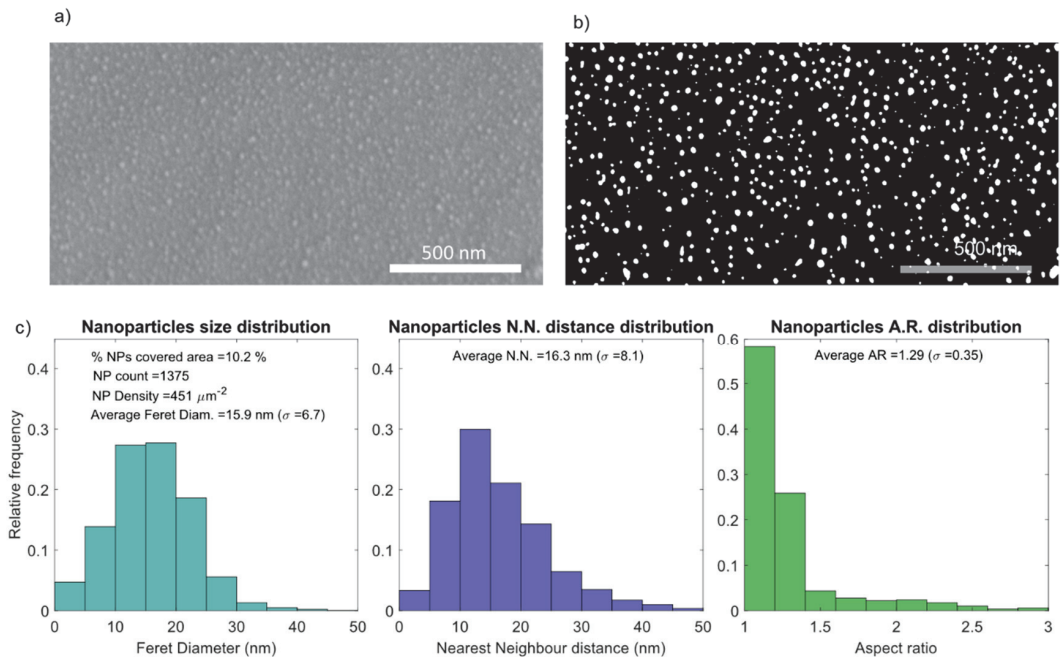 a)
b)
500 nm
500 nm
c)
Nanoparticles size distribution
% NPs covered area =10.2 %
NP count =1375
NP Density =451 μm⁻²
Average Feret Diam. =15.9 nm (σ =6.7)
Relative frequency
0.4
0.3
0.2
0.1
0
0 10 20 30 40 50
Feret Diameter (nm)
Nanoparticles N.N. distance distribution
Average N.N. =16.3 nm (σ =8.1)
0.4
0.3
0.2
0.1
0
0 10 20 30 40 50
Nearest Neighbour distance (nm)
Nanoparticles A.R. distribution
Average AR =1.29 (σ =0.35)
0.6
0.5
0.4
0.3
0.2
0.1
0
1 1.5 2 2.5 3
Aspect ratio